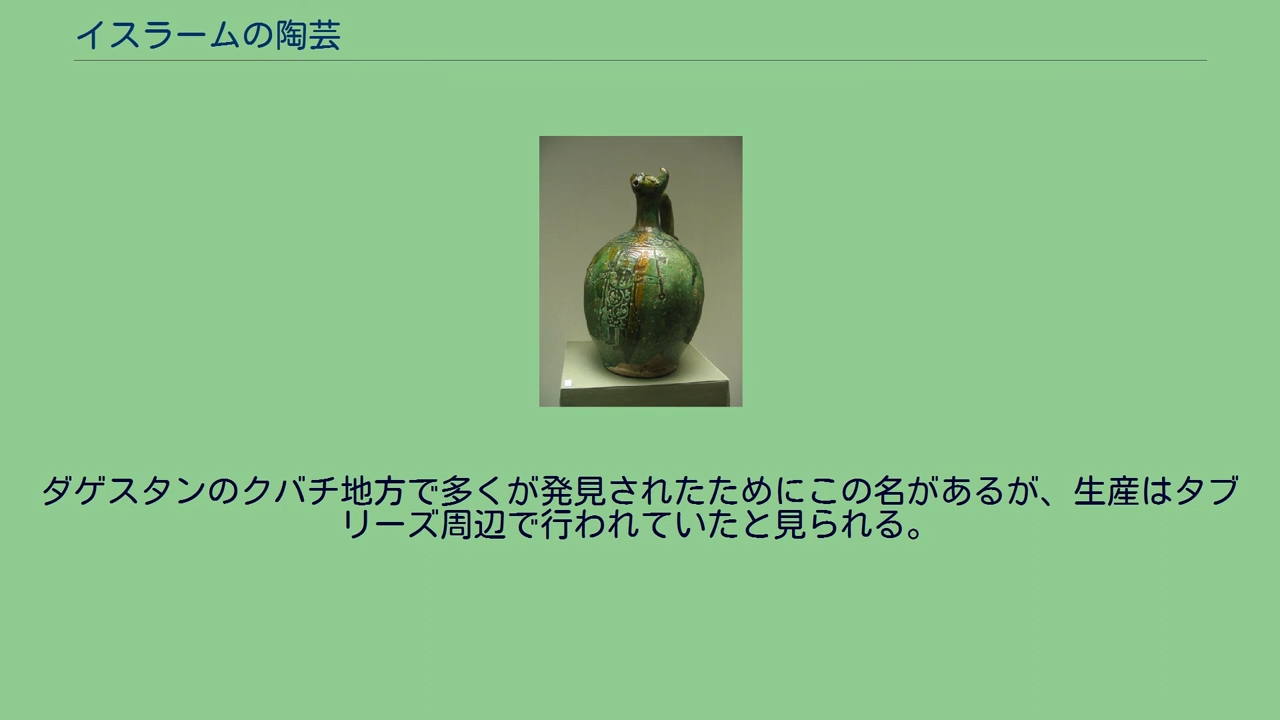 イスラームの陶芸
ダゲスタンのクバチ地方で多くが発見されたためにこの名があるが、生産はタブ
リーズ周辺で行われていたと見られる。